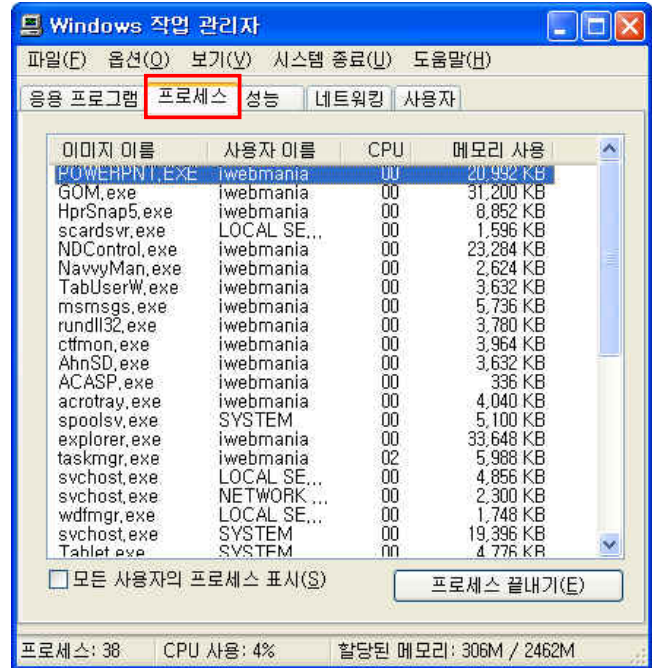 Windows 작업 관리자
파일(F) 옵션(O) 보기(V) 시스템 종료(U) 도움말(H)
응용 프로그램 프로세스 성능 네트워킹 사용자
이미지 이름 사용자 이름 CPU 메모리 사용
POWERPNT.EXE iwebmania 00 20,992 KB
GOM.exe iwebmania 00 31,200 KB
HprSnap5.exe iwebmania 00 8,852 KB
scardsvr.exe LOCAL SE... 00 1,596 KB
NDControl.exe iwebmania 00 23,284 KB
NavvyMan.exe iwebmania 00 2,624 KB
TabUserW.exe iwebmania 00 3,632 KB
msmsgs.exe iwebmania 00 5,736 KB
rundll32.exe iwebmania 00 3,780 KB
ctfmon.exe iwebmania 00 3,964 KB
AhnSD.exe iwebmania 00 3,632 KB
ACASP.exe iwebmania 00 336 KB
acrotray.exe iwebmania 00 4,040 KB
spoolsv.exe SYSTEM 00 5,100 KB
explorer.exe iwebmania 00 33,648 KB
taskmgr.exe iwebmania 02 5,988 KB
svchost.exe LOCAL SE... 00 4,856 KB
svchost.exe NETWORK ... 00 2,300 KB
wdfmgr.exe LOCAL SE... 00 1,748 KB
svchost.exe SYSTEM 00 19,396 KB
Tablet.exe SYSTEM 00 4,776 KB
모든 사용자의 프로세스 표시(S) 프로세스 끝내기(E)
프로세스: 38 CPU 사용: 4% 할당된 메모리: 306M / 2462M